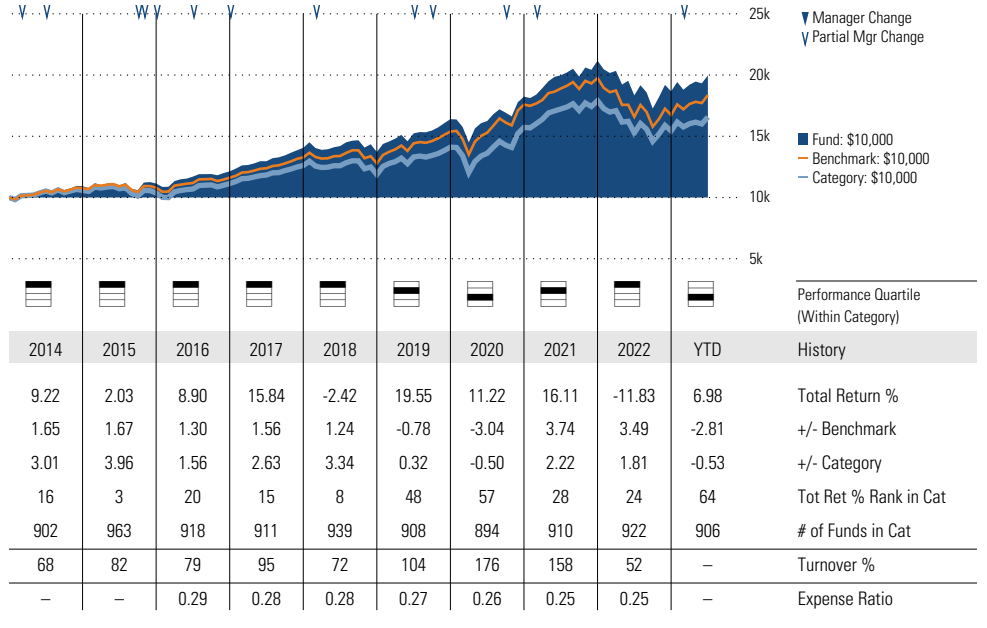 25k
▼ Manager Change
Partial Mgr Change
20k
15k
Fund: $10,000
Benchmark: $10,000
Category: $10,000
10k
5k
Performance Quartile
(Within Category)
2014 2015 2016 2017 2018 2019 2020 2021 2022 YTD History
9.22 2.03 8.90 15.84 -2.42 19.55 11.22 16.11 -11.83 6.98 Total Return %
1.65 1.67 1.30 1.56 1.24 -0.78 -3.04 3.74 3.49 -2.81 +/- Benchmark
3.01 3.96 1.56 2.63 3.34 0.32 -0.50 2.22 1.81 -0.53 +/- Category
16 3 20 15 8 48 57 28 24 64 Tot Ret % Rank in Cat
902 963 918 911 939 908 894 910 922 906 # of Funds in Cat
68 82 79 95 72 104 176 158 52 – Turnover %
– – 0.29 0.28 0.28 0.27 0.26 0.25 0.25 – Expense Ratio